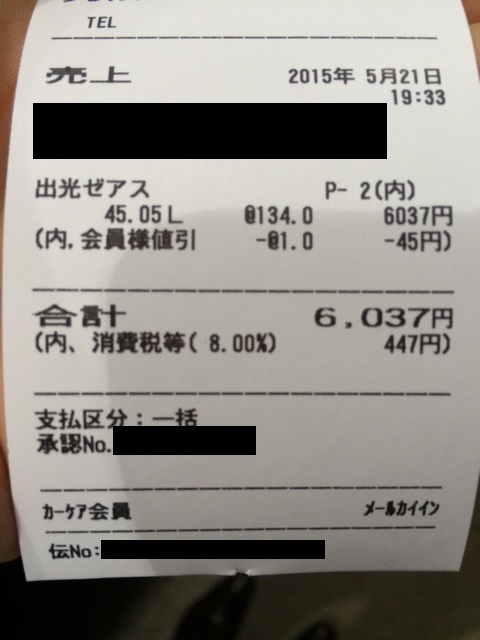 TEL
売上 2015年 5月21日
19:33
出光ゼアス P- 2(内)
45.05L @134.0 6037円
(内,会員様値引 -@1.0 -45円)
合計 6,037円
(内、消費税等( 8.00%) 447円)
支払区分:一括
承認No.
カーケア会員 メールカイイン
伝No: